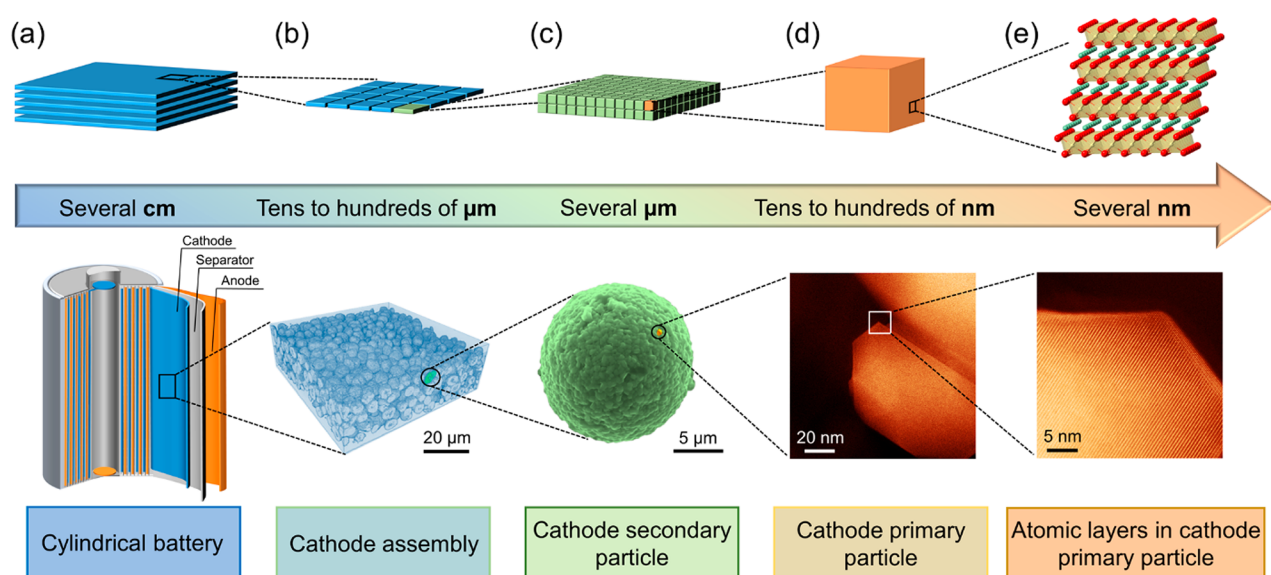 (a)
(b)
(c)
(d)
(e)
Several cm
Tens to hundreds of µm
Several µm
Tens to hundreds of nm
Several nm
Cathode
Separator
Anode
20 µm
5 µm
20 nm
5 nm
Cylindrical battery
Cathode assembly
Cathode secondary
particle
Cathode primary
particle
Atomic layers in cathode
primary particle